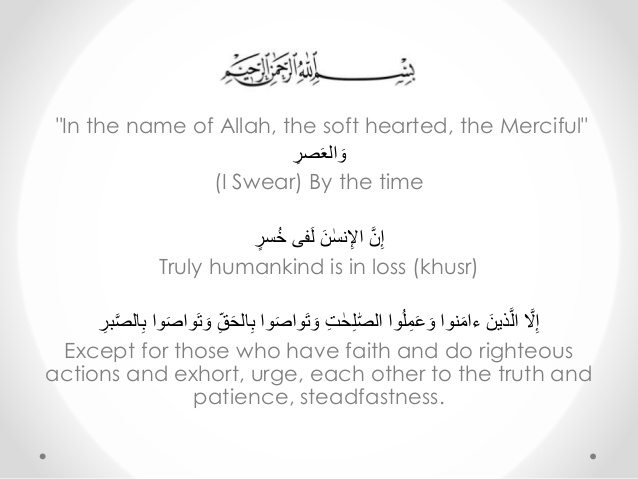 بِسْمِ اللهِ الرَّحْمٰنِ الرَّحِيْمِ
"In the name of Allah, the soft hearted, the Merciful"
وَالعَصرِ
(I Swear) By the time
إِنَّ الإِنسٰنَ لَفى خُسرٍ
Truly humankind is in loss (khusr)
إِلَّا الَّذينَ ءامَنوا وَعَمِلُوا الصّٰلِحٰتِ وَتَواصَوا بِالحَقِّ وَتَواصَوا بِالصَّبرِ
Except for those who have faith and do righteous
actions and exhort, urge, each other to the truth and
patience, steadfastness.